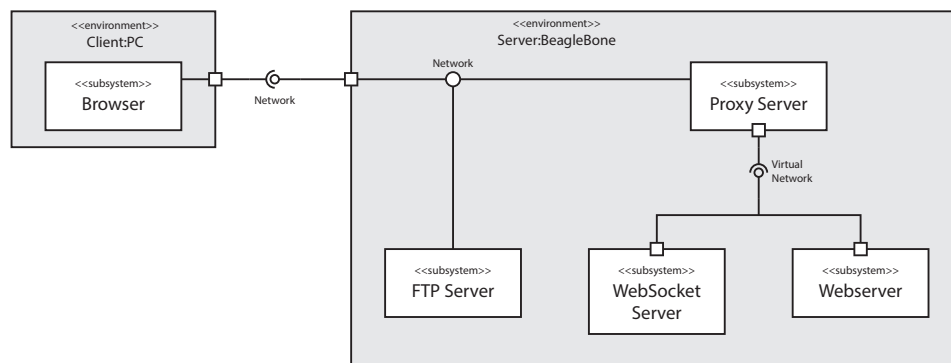 <<environment>>
Client:PC
<<subsystem>>
Browser
Network
<<environment>>
Server:BeagleBone
Network
<<subsystem>>
Proxy Server
Virtual
Network
<<subsystem>>
FTP Server
<<subsystem>>
WebSocket
Server
<<subsystem>>
Webserver